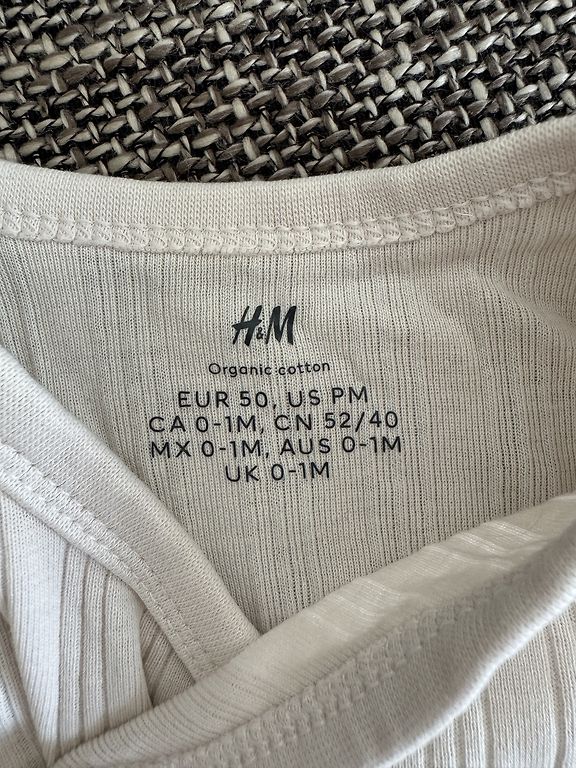 H&M
Organic cotton
EUR 50, US PM
CA 0-1M, CN 52/40
MX 0-1M, AUS 0-1M
UK 0-1M